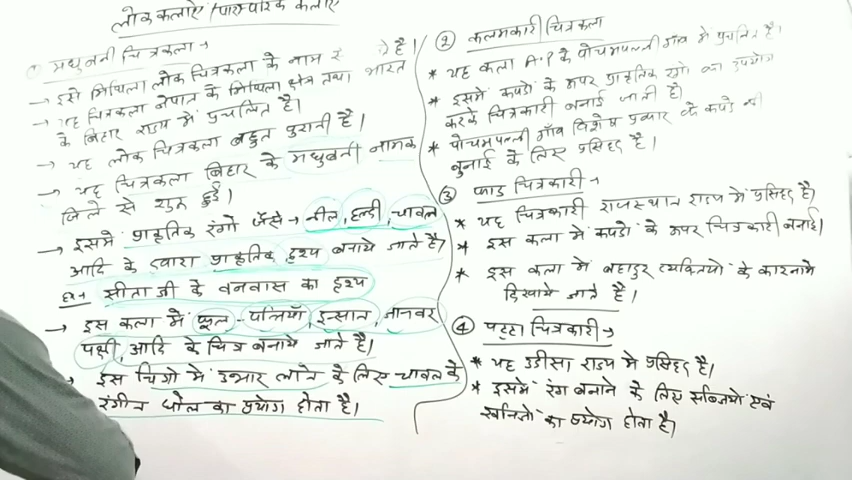 लोक कलाएँ/पारम्परिक कलाएँ
मधुबनी चित्रकला →
→ इसे मिथिला लोक चित्रकला के नाम है।
→ यह चित्रकला नेपाल के मिथिला क्षेत्र तथा भारत
के बिहार राज्य में प्रचलित है।
→ यह लोक चित्रकला बहुत पुरानी है।
→ यह चित्रकला बिहार के मधुबनी नामक
जिले से शुरू हुई।
→ इसमें प्राकृतिक रंगो जैसे → नील, हल्दी, चावल
आदि के द्वारा प्राकृतिक दृश्य बनाये जाते है,
सीता जी के वनवास का दृश्य
→ इस कला में फूल - पत्तियाँ, इन्सान, जानवर
पक्षी, आदि के चित्र बनाये जाते है।
इस चित्रो में उभार लाने के लिए चावल के
रंगीन घोल का प्रयोग होता है।
② कलमकारी चित्रकला
* यह कला A.P के पोचमपल्ली गाँव में प्रचलित है।
* इसमें कपडो के ऊपर प्राकृतिक रंगो का उपयोग
करके चित्रकारी बनाई जाती है
* पोचमपल्ली गाँव विशेष प्रकार के कपडे की
बुनाई के लिए प्रसिद्द है।
③ फाड चित्रकारी →
* यह चित्रकारी राजस्थान राज्य में प्रसिद्द है।
* इस कला में कपडो के ऊपर चित्रकारी बनाई।
* इस कला में बहादुर व्यक्तियो के कारनामे
दिखाये जाते है।
④ पट्टा चित्रकारी →
* यह उडीसा राज्य में प्रसिद्द है।
* इसमे रंग बनाने के लिए सब्जियो एवं
खनिजो का प्रयोग होता है।